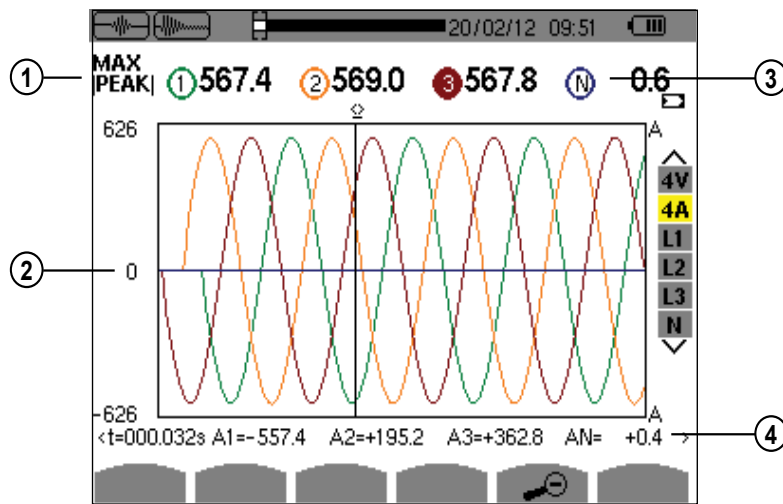 20/02/12 09:51
MAX
|PEAK| 1 567.4 2 569.0 3 567.8 N 0.6
1
3
626
A
4V
4A
L1
L2
L3
N
2
0
-626
A
<t=000.032s A1=-557.4 A2=+195.2 A3=+362.8 AN= +0.4 >
4